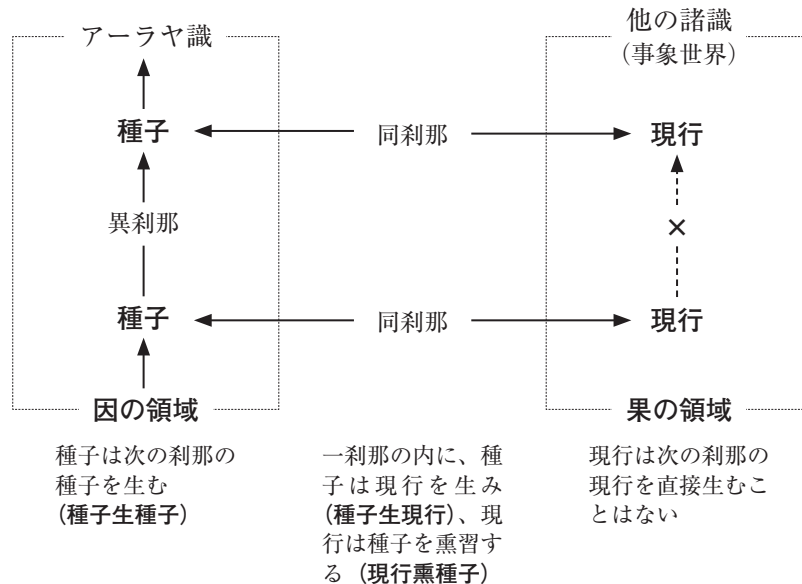 アーラヤ識
他の諸識
（事象世界）
種子
同刹那
現行
異刹那
×
種子
同刹那
現行
因の領域
果の領域
種子は次の刹那の
種子を生む
（種子生種子）
一刹那の内に、種
子は現行を生み
（種子生現行）、現
行は種子を熏習す
る（現行熏種子）
現行は次の刹那の
現行を直接生むこ
とはない